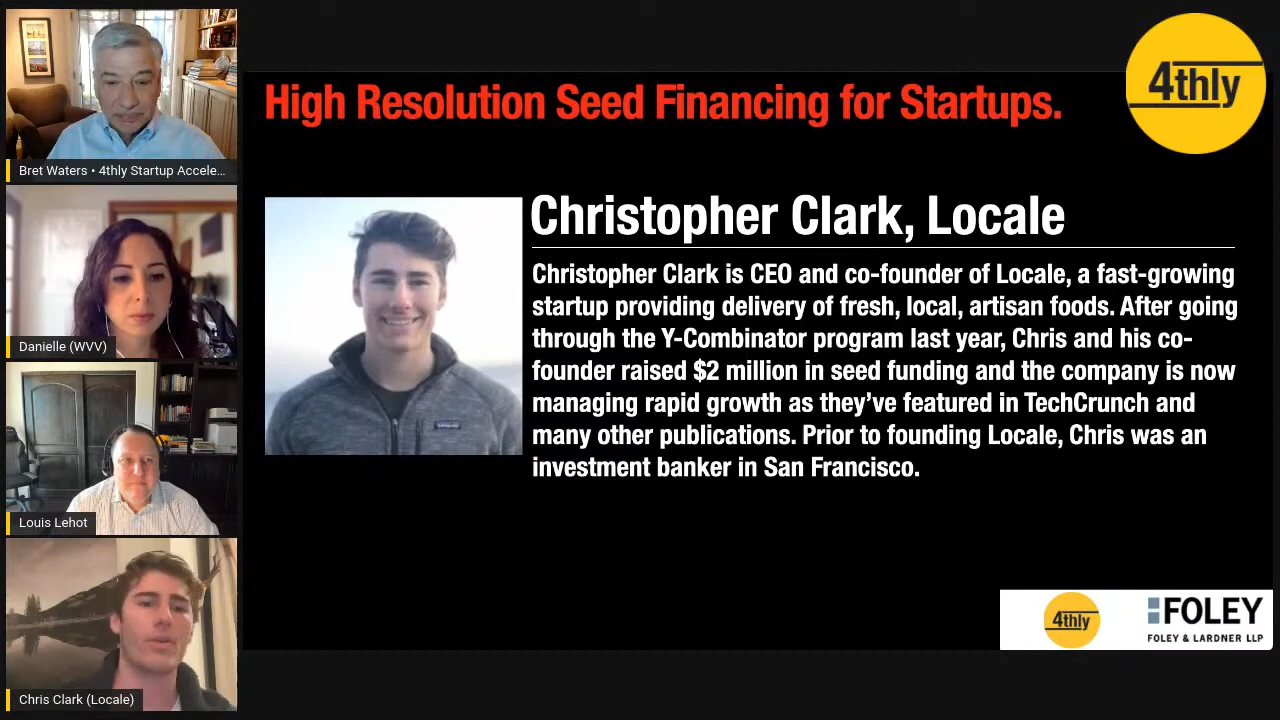 Bret Waters • 4thly Startup Accele...
Danielle (WVV)
Louis Lehot
Chris Clark (Locale)
High Resolution Seed Financing for Startups.
4thly
Christopher Clark, Locale
Christopher Clark is CEO and co-founder of Locale, a fast-growing
startup providing delivery of fresh, local, artisan foods. After going
through the Y-Combinator program last year, Chris and his co-
founder raised $2 million in seed funding and the company is now
managing rapid growth as they’ve featured in TechCrunch and
many other publications. Prior to founding Locale, Chris was an
investment banker in San Francisco.
4thly
FOLEY
FOLEY & LARDNER LLP